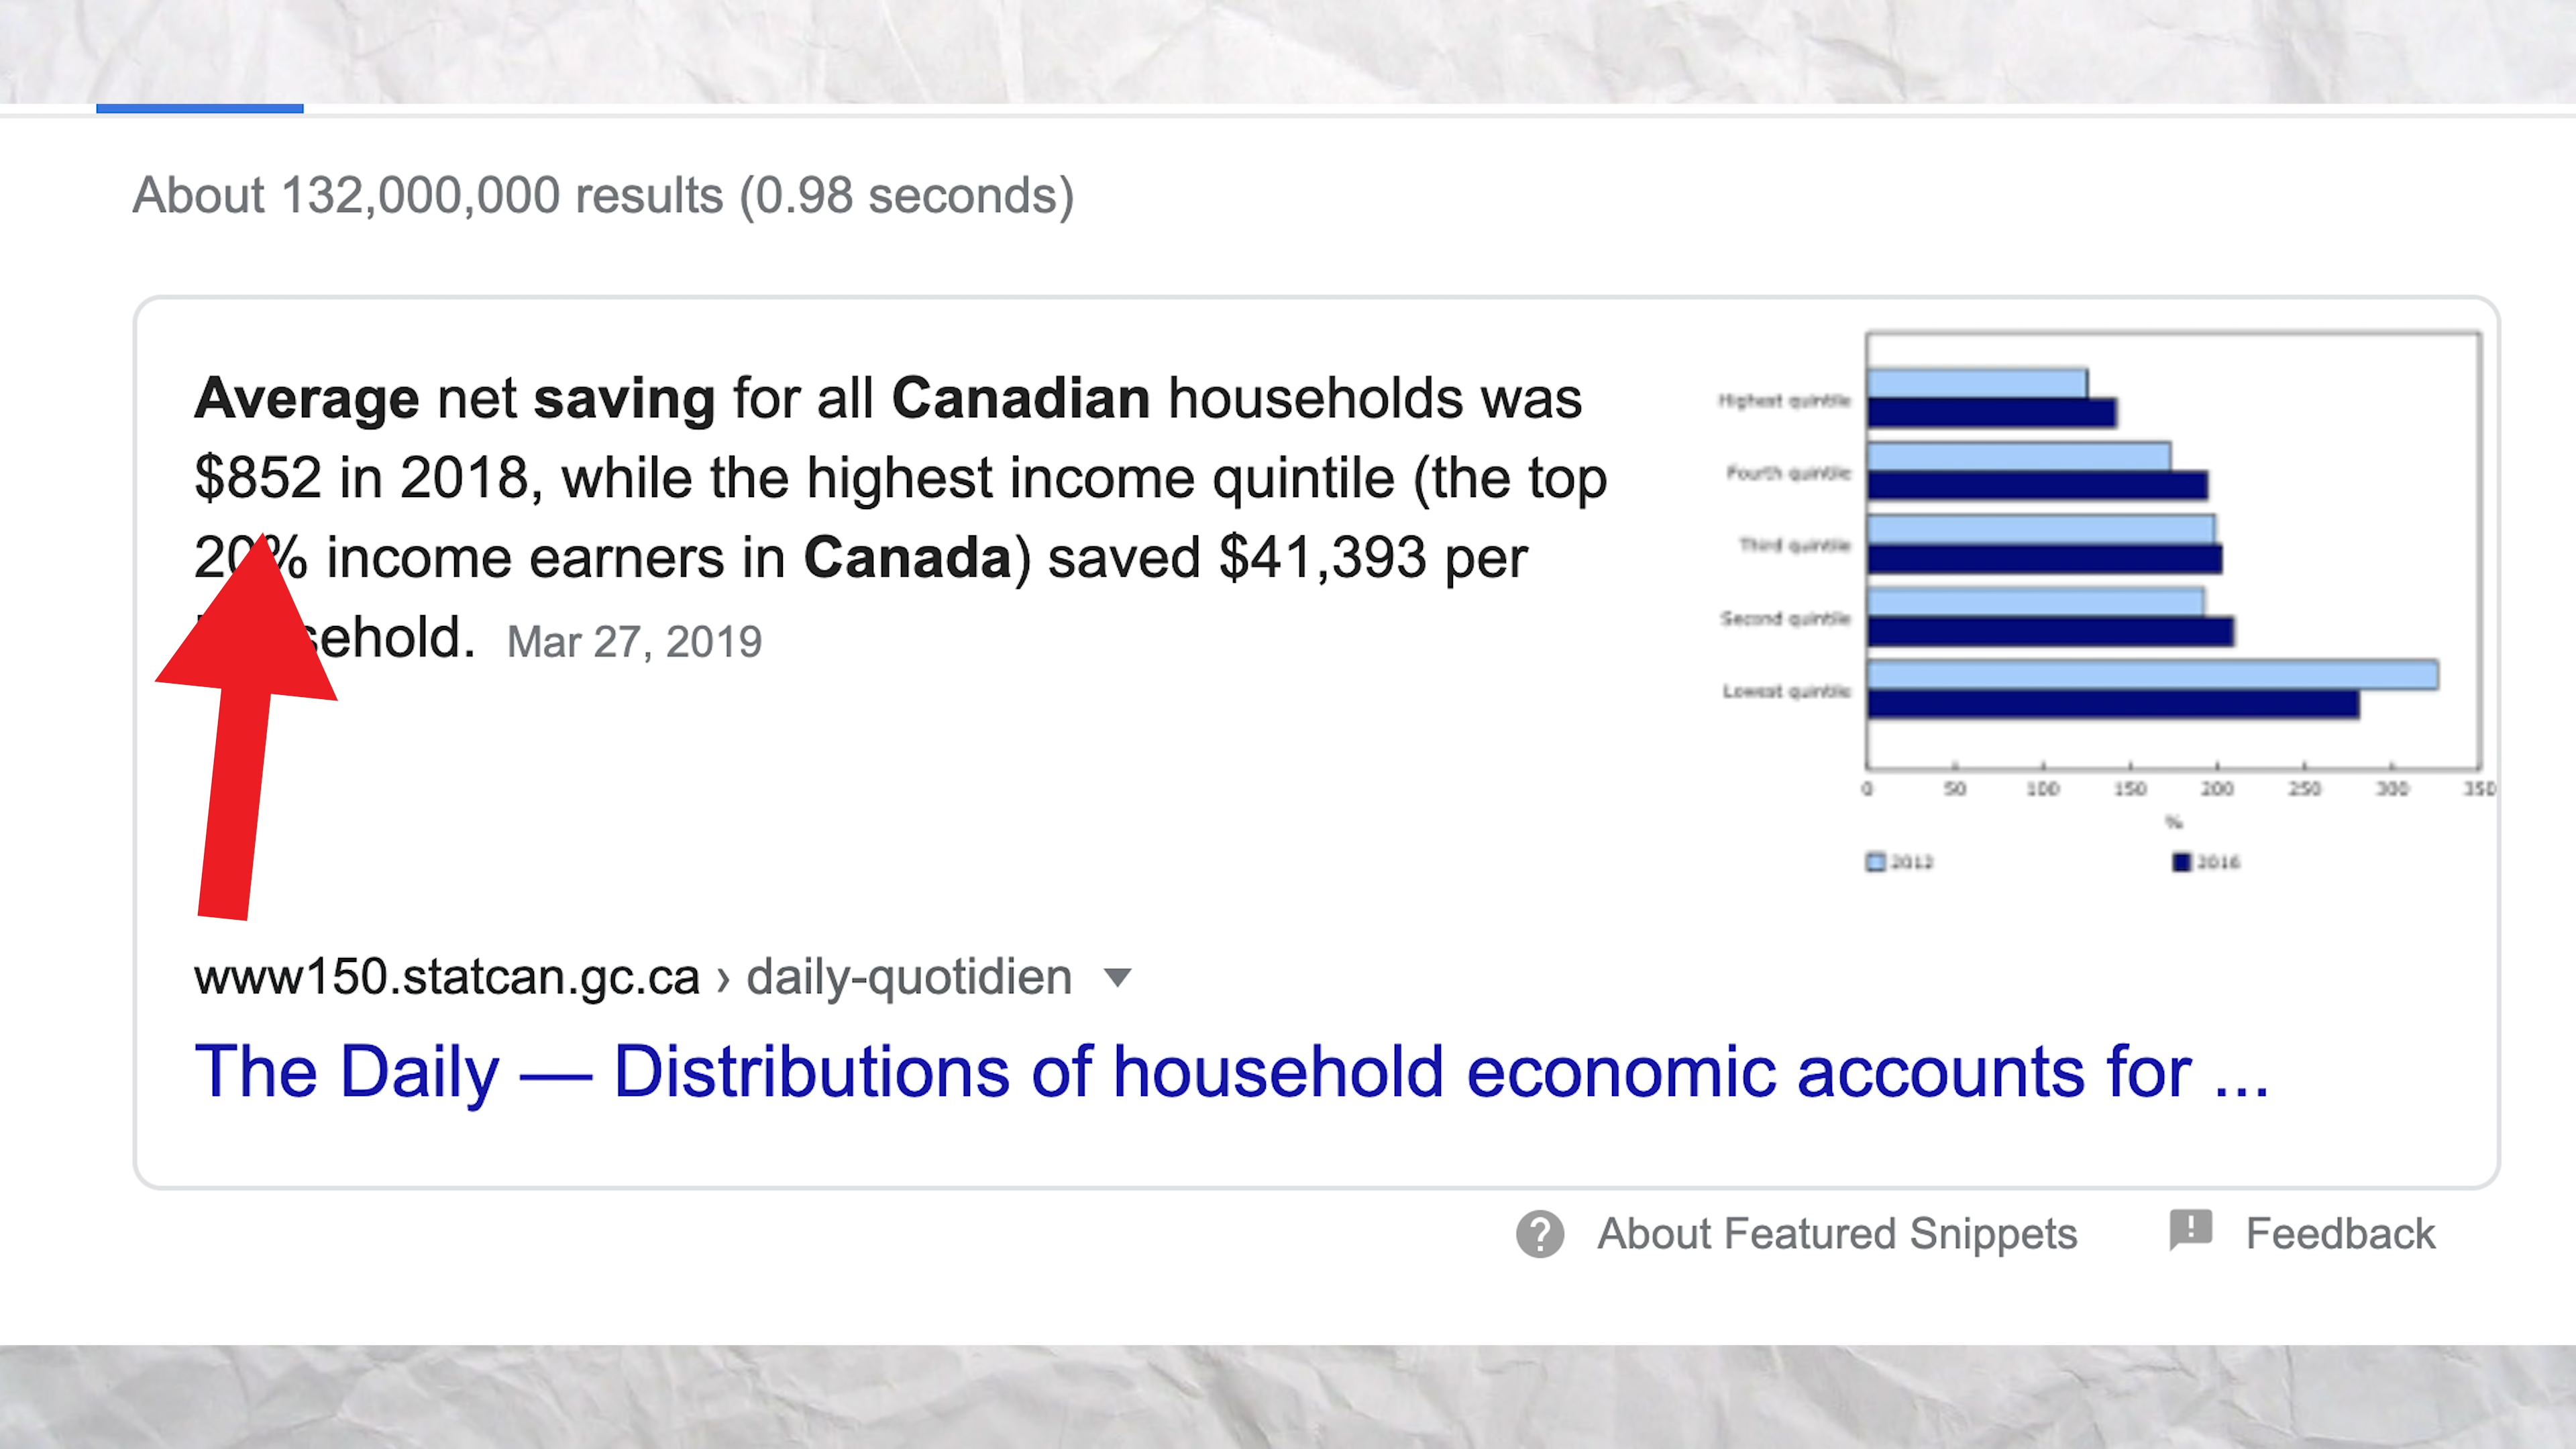 About 132,000,000 results (0.98 seconds)
Average net saving for all Canadian households was
$852 in 2018, while the highest income quintile (the top
20% income earners in Canada) saved $41,393 per
sehold. Mar 27, 2019
Highest quintile
Fourth quintile
Third quintile
Second quintile
Lowest quintile
0 50 100 150 200 250 300 350
%
2012 2016
www150.statcan.gc.ca › daily-quotidien
The Daily — Distributions of household economic accounts for ...
About Featured Snippets Feedback